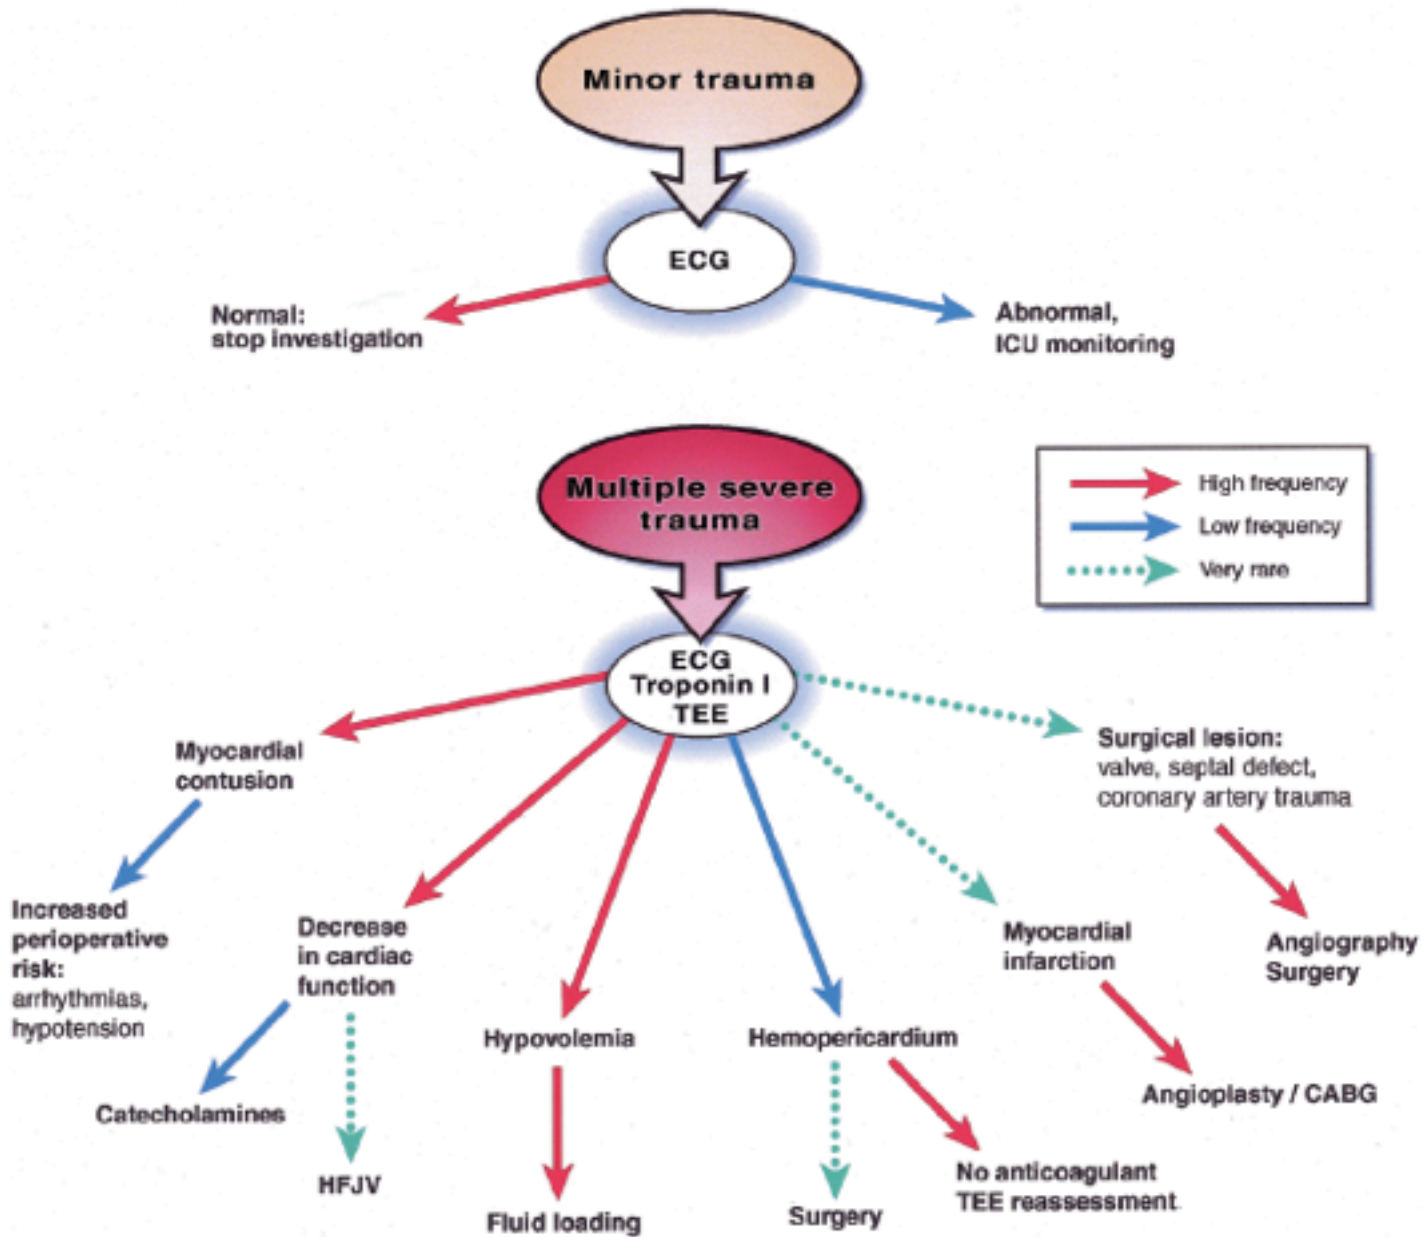 Minor trauma
ECG
Normal:
stop investigation
Abnormal,
ICU monitoring
Multiple severe
trauma
High frequency
Low frequency
Very rare
ECG
Troponin I
TEE
Myocardial
contusion
Surgical lesion:
valve, septal defect,
coronary artery trauma
Increased
perioperative
risk:
arrhythmias,
hypotension
Decrease
in cardiac
function
Myocardial
infarction
Angiography
Surgery
Hypovolemia
Hemopericardium
Catecholamines
Angioplasty / CABG
HFJV
No anticoagulant
TEE reassessment
Fluid loading
Surgery